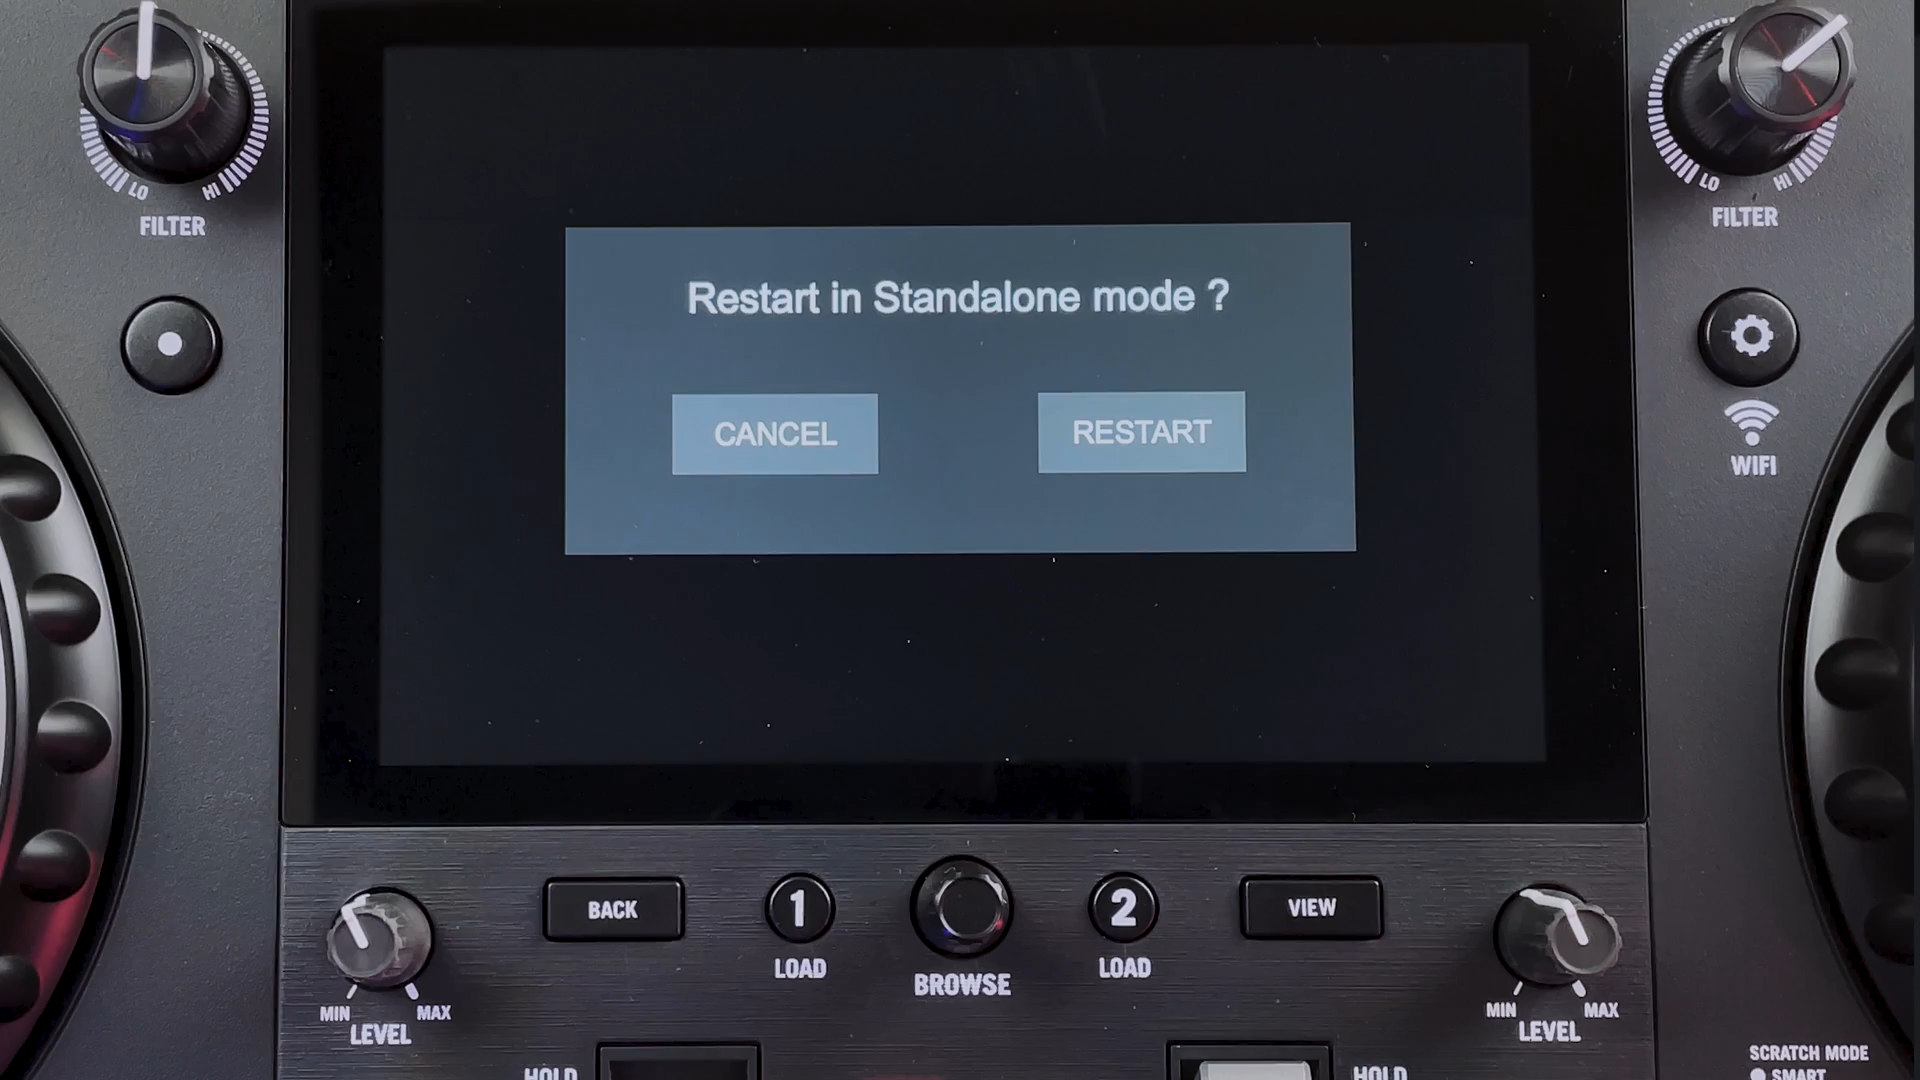 LO HI
FILTER
LO HI
FILTER
Restart in Standalone mode ?
CANCEL RESTART
WIFI
BACK
1
2
VIEW
LOAD
BROWSE
LOAD
MIN MAX
LEVEL
MIN MAX
LEVEL
HOLD
HOLD
SCRATCH MODE
SMART